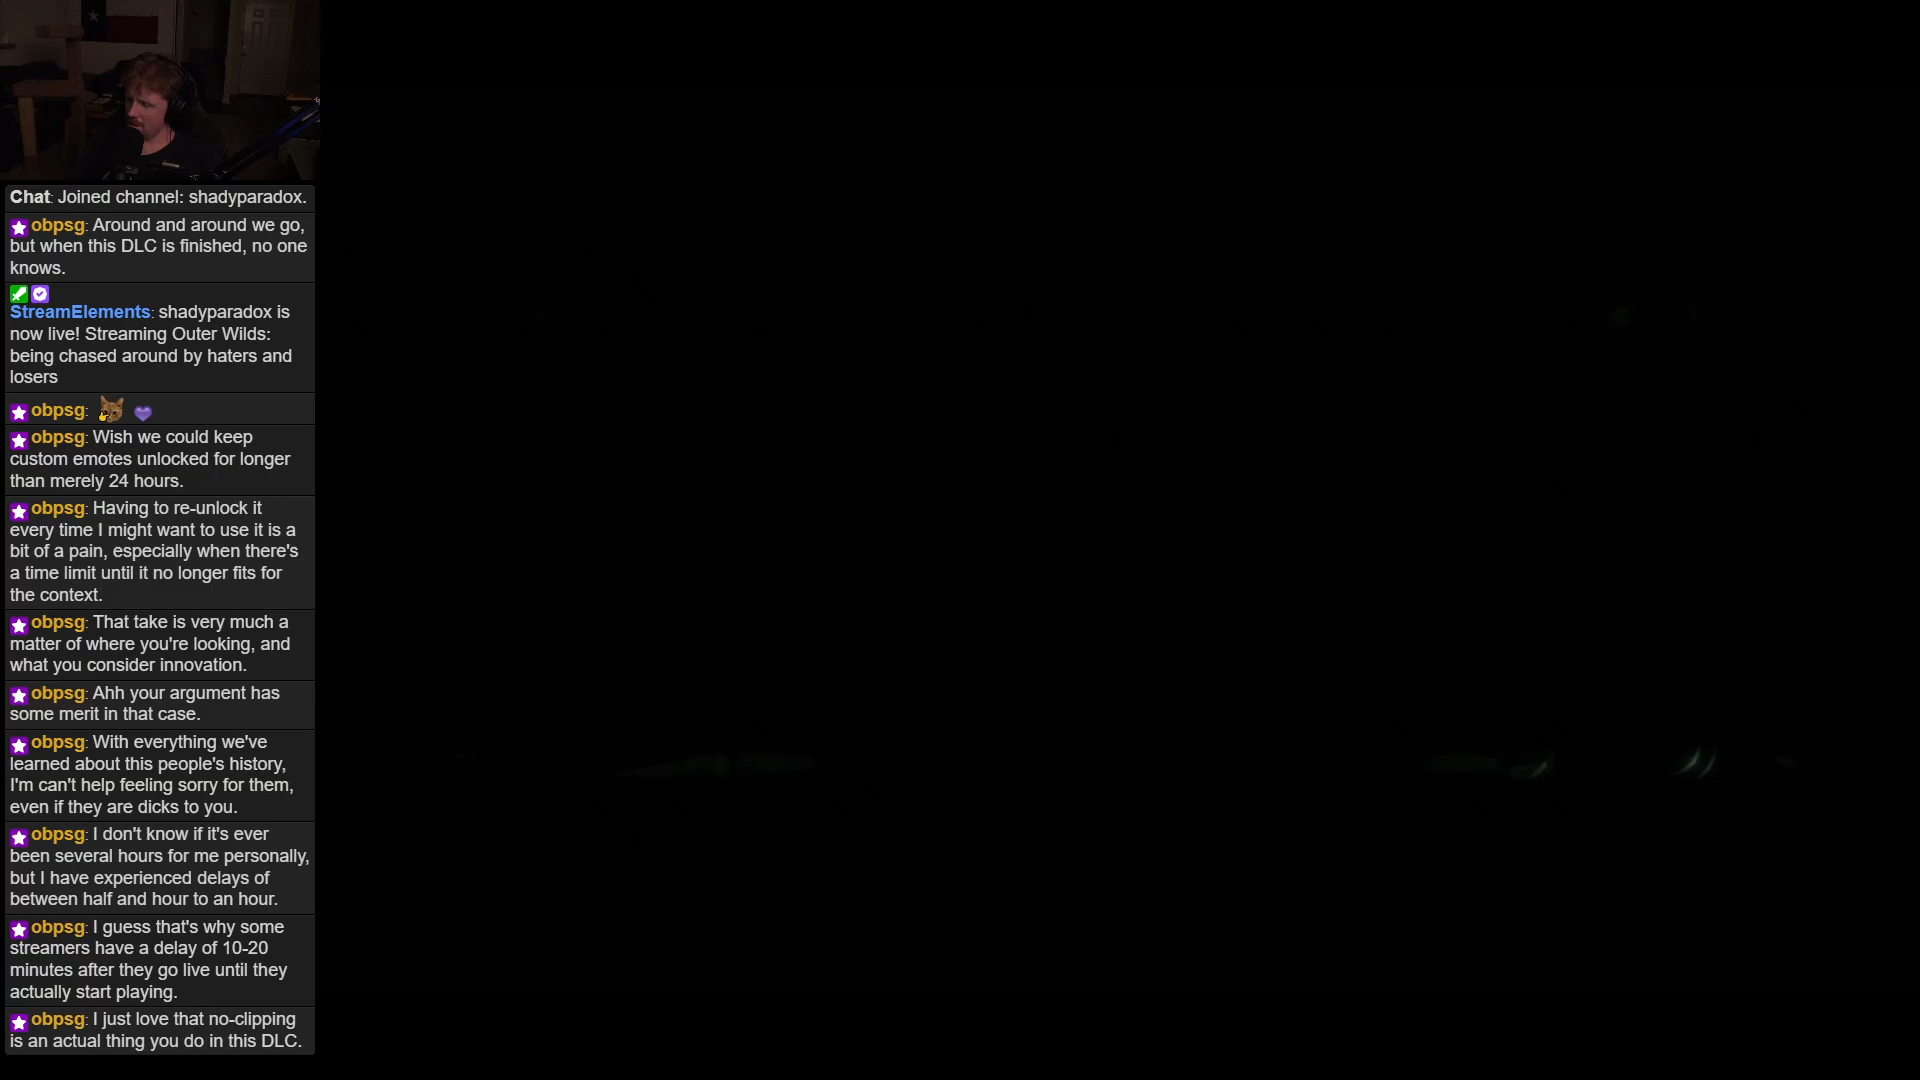 Chat: Joined channel: shadyparadox.
obpsg: Around and around we go,
but when this DLC is finished, no one
knows.
StreamElements: shadyparadox is
now live! Streaming Outer Wilds:
being chased around by haters and
losers
obpsg:
obpsg: Wish we could keep
custom emotes unlocked for longer
than merely 24 hours.
obpsg: Having to re-unlock it
every time I might want to use it is a
bit of a pain, especially when there's
a time limit until it no longer fits for
the context.
obpsg: That take is very much a
matter of where you're looking, and
what you consider innovation.
obpsg: Ahh your argument has
some merit in that case.
obpsg: With everything we've
learned about this people's history,
I'm can't help feeling sorry for them,
even if they are dicks to you.
obpsg: I don't know if it's ever
been several hours for me personally,
but I have experienced delays of
between half and hour to an hour.
obpsg: I guess that's why some
streamers have a delay of 10-20
minutes after they go live until they
actually start playing.
obpsg: I just love that no-clipping
is an actual thing you do in this DLC.